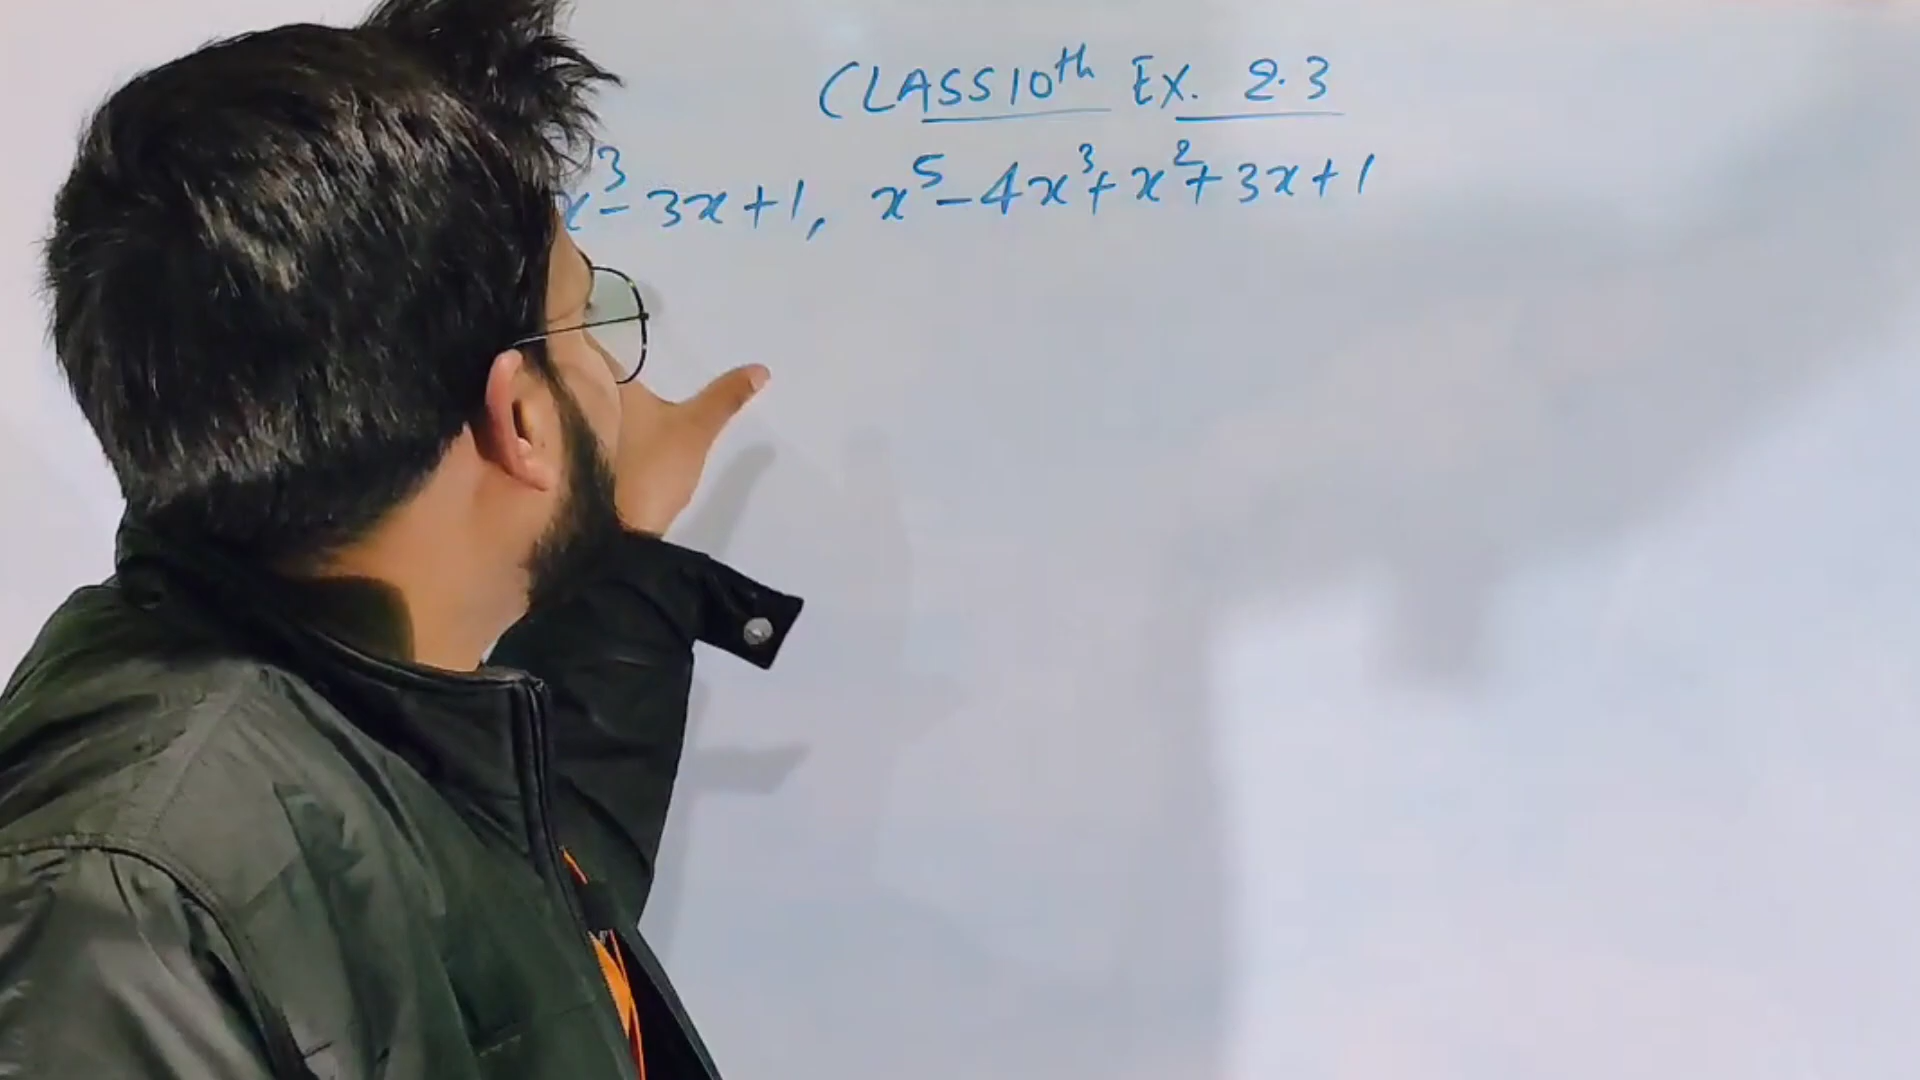 CLASS 10th Ex. 2.3
x³ - 3x + 1, x⁵ - 4x³ + x² + 3x + 1